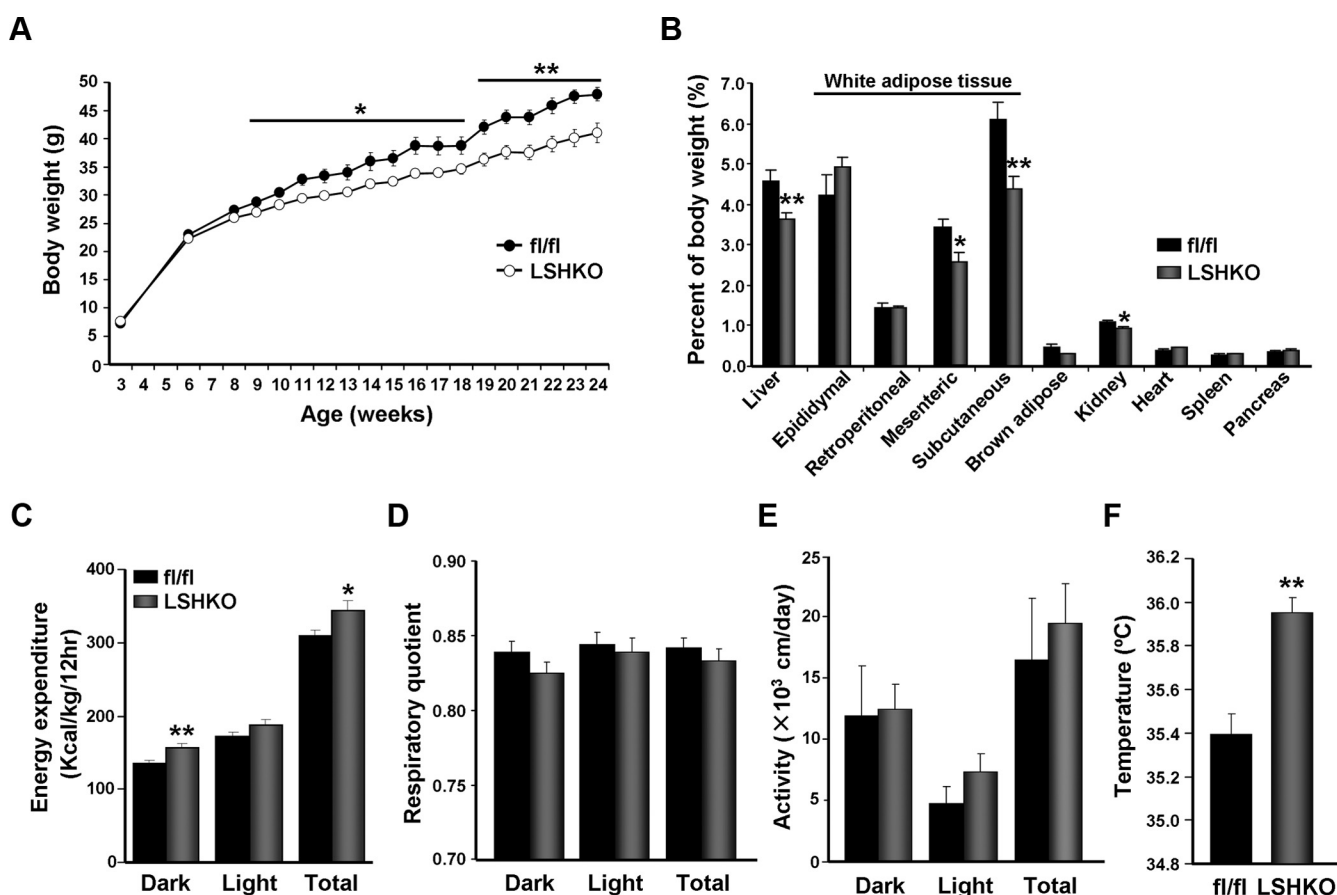 A
Body weight (g)
50
45
40
35
30
25
20
15
10
5
0
*
**
fl/fl
LSHKO
3 4 5 6 7 8 9 10 11 12 13 14 15 16 17 18 19 20 21 22 23 24
Age (weeks)
B
Percent of body weight (%)
7.0
6.0
5.0
4.0
3.0
2.0
1.0
0.0
White adipose tissue
**
*
**
*
fl/fl
LSHKO
Liver
Epididymal
Retroperitoneal
Mesenteric
Subcutaneous
Brown adipose
Kidney
Heart
Spleen
Pancreas
C
Energy expenditure
(Kcal/kg/12hr)
400
300
200
100
0
fl/fl
LSHKO
**
*
Dark Light Total
D
Respiratory quotient
0.90
0.85
0.80
0.75
0.70
Dark Light Total
E
Activity (×10³ cm/day)
25
20
15
10
5
0
Dark Light Total
F
Temperature (ºC)
36.2
36.0
35.8
35.6
35.4
35.2
35.0
34.8
**
fl/fl LSHKO